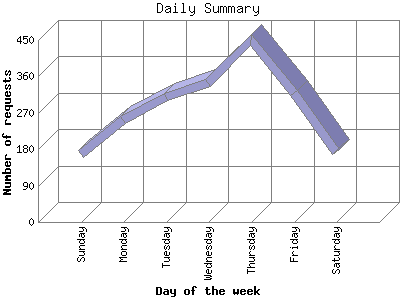 Daily Summary
Number of requests
450
360
270
180
90
0
Sunday
Monday
Tuesday
Wednesday
Thursday
Friday
Saturday
Day of the week